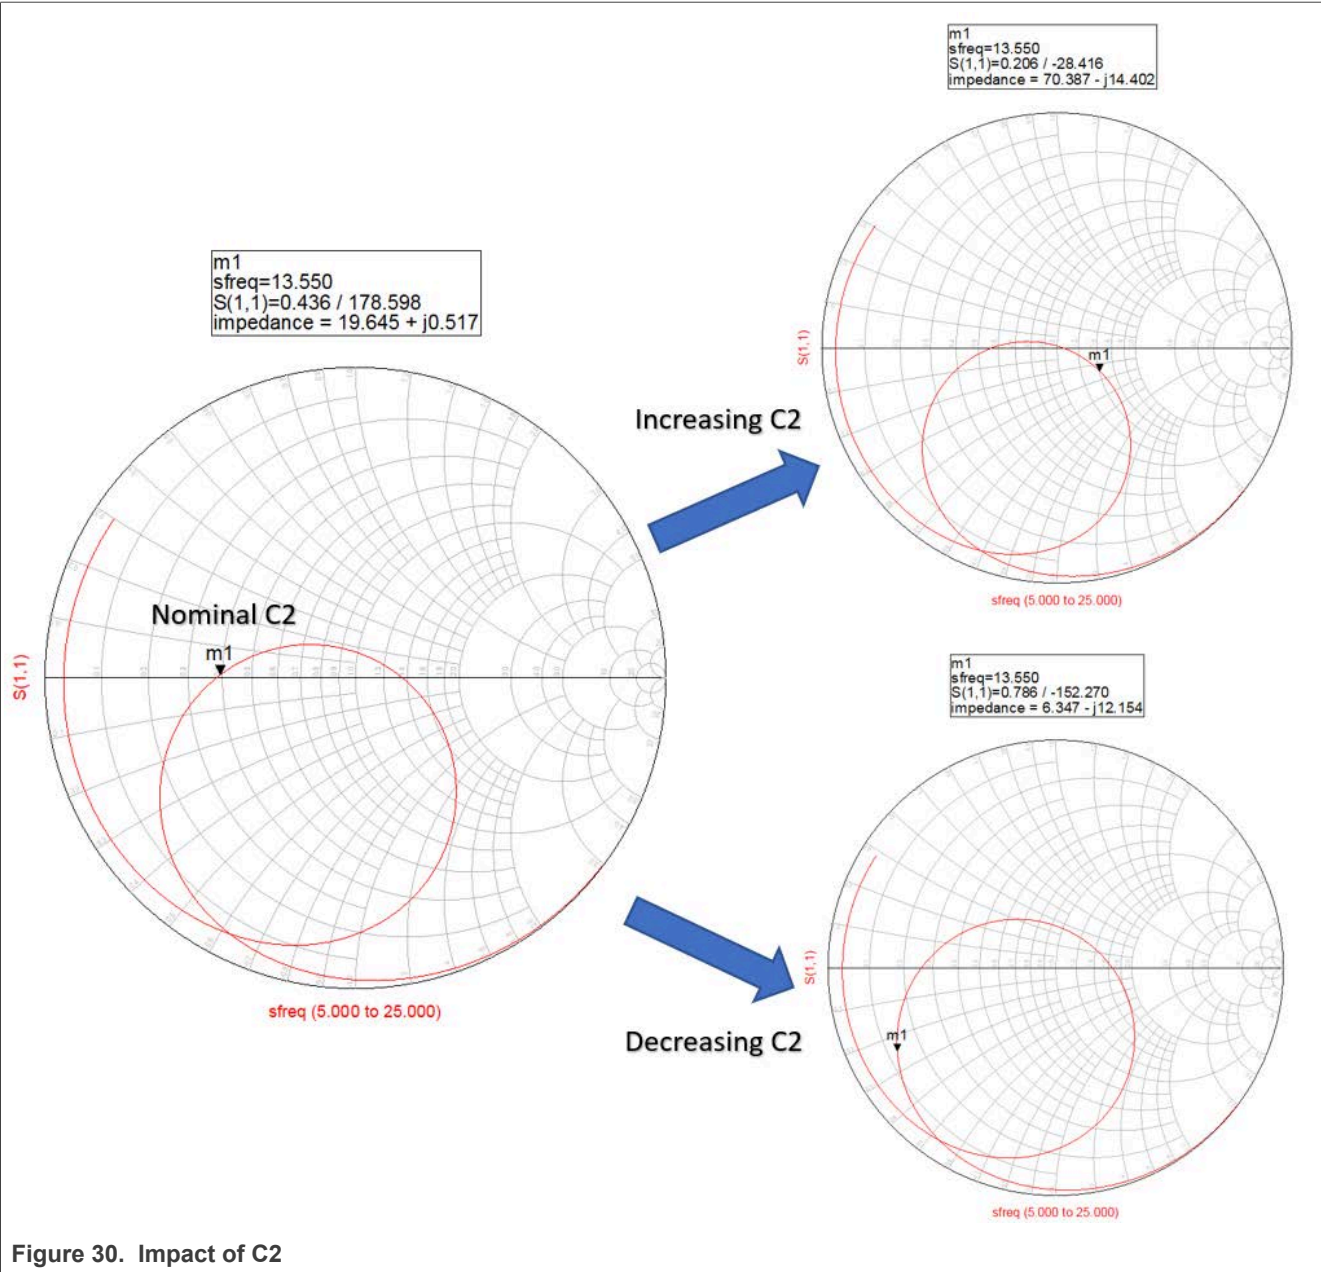 m1
sfreq=13.550
S(1,1)=0.206 / -28.416
impedance = 70.387 - j14.402
m1
S(1,1)
sfreq (5.000 to 25.000)
m1
sfreq=13.550
S(1,1)=0.436 / 178.598
impedance = 19.645 + j0.517
Nominal C2
m1
S(1,1)
sfreq (5.000 to 25.000)
Increasing C2
Decreasing C2
m1
sfreq=13.550
S(1,1)=0.786 / -152.270
impedance = 6.347 - j12.154
m1
S(1,1)
sfreq (5.000 to 25.000)
Figure 30. Impact of C2